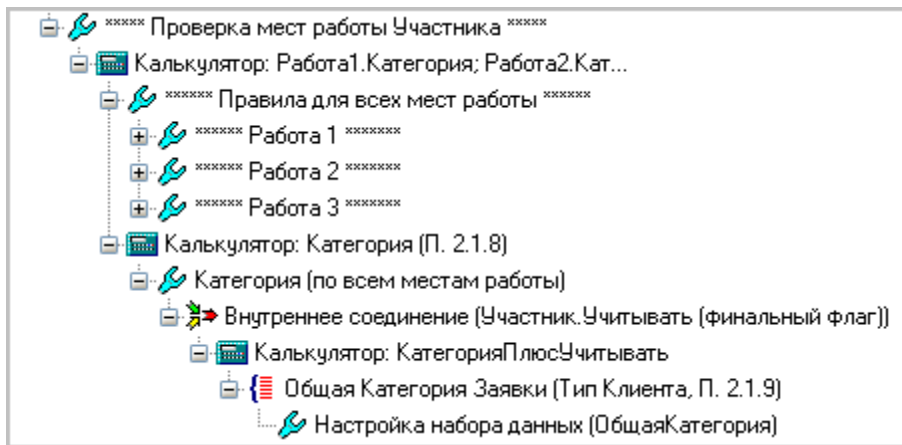 ***** Проверка мест работы Участника *****
Калькулятор: Работа1.Категория; Работа2.Кат...
****** Правила для всех мест работы ******
****** Работа 1 *******
****** Работа 2 *******
****** Работа 3 *******
Калькулятор: Категория (П. 2.1.8)
Категория (по всем местам работы)
Внутреннее соединение (Участник.Учитывать (финальный флаг))
Калькулятор: КатегорияПлюсУчитывать
Общая Категория Заявки (Тип Клиента, П. 2.1.9)
Настройка набора данных (ОбщаяКатегория)